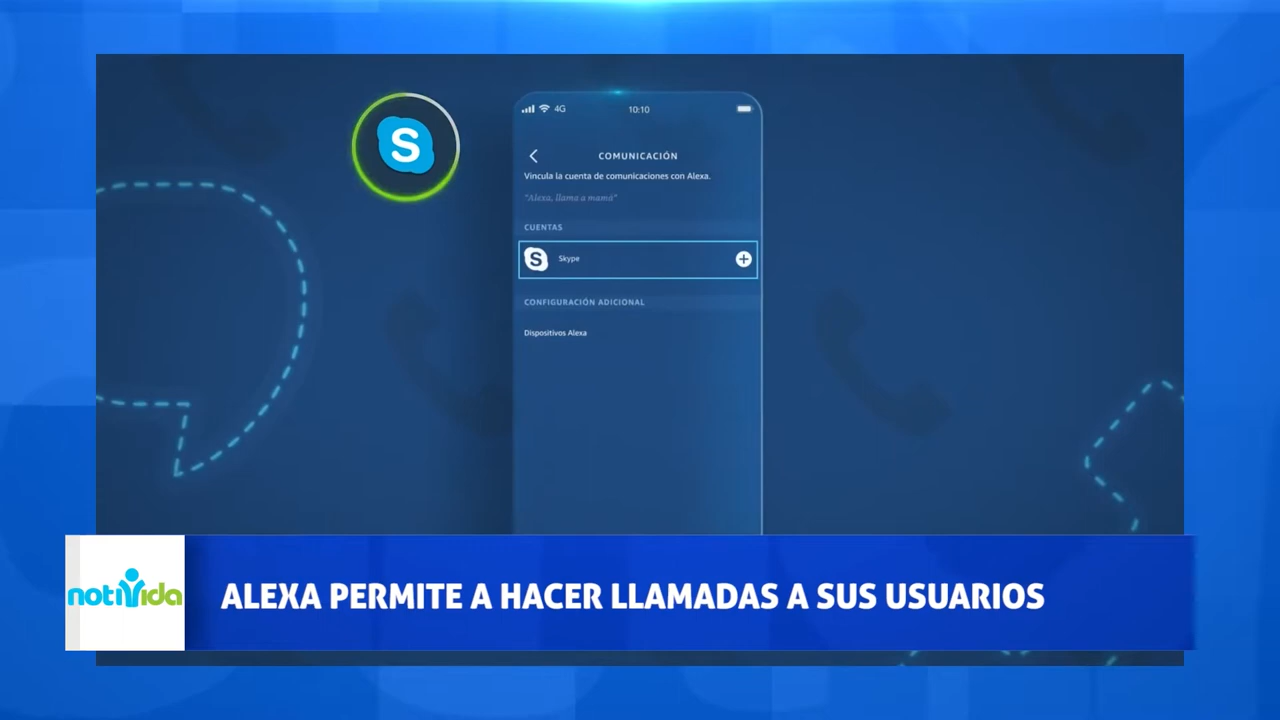 S
4G
10:10
COMUNICACIÓN
Vincula la cuenta de comunicaciones con Alexa.
"Alexa, llama a mamá"
CUENTAS
S Skype
CONFIGURACIÓN ADICIONAL
Dispositivos Alexa
notiVida
ALEXA PERMITE A HACER LLAMADAS A SUS USUARIOS